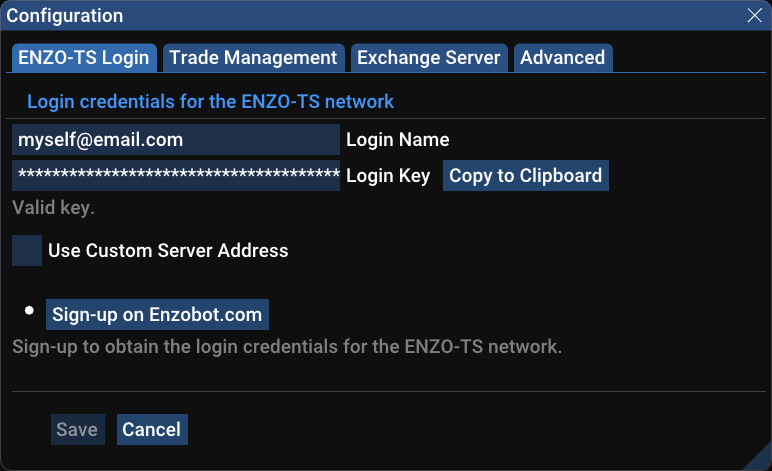 Configuration
ENZO-TS Login Trade Management Exchange Server Advanced
Login credentials for the ENZO-TS network
myself@email.com Login Name
************************************** Login Key Copy to Clipboard
Valid key.
Use Custom Server Address
Sign-up on Enzobot.com
Sign-up to obtain the login credentials for the ENZO-TS network.
Save Cancel